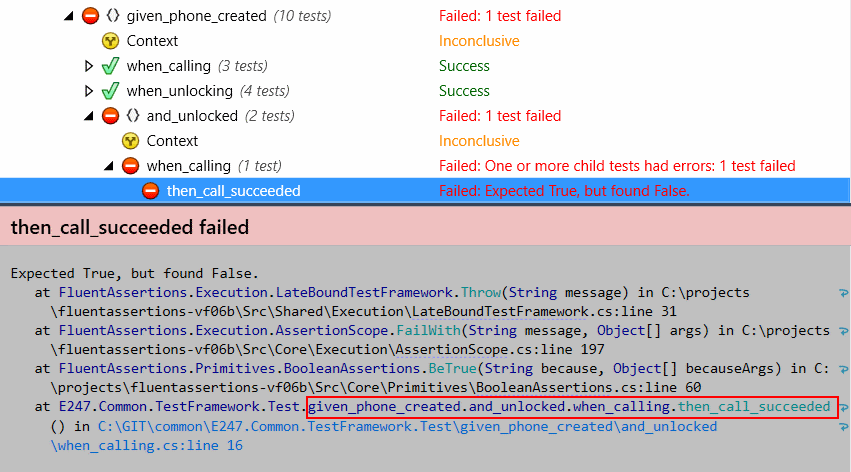 given_phone_created (10 tests) Failed: 1 test failed
Context Inconclusive
when_calling (3 tests) Success
when_unlocking (4 tests) Success
and_unlocked (2 tests) Failed: 1 test failed
Context Inconclusive
when_calling (1 test) Failed: One or more child tests had errors: 1 test failed
then_call_succeeded Failed: Expected True, but found False.
then_call_succeeded failed
Expected True, but found False.
at FluentAssertions.Execution.LateBoundTestFramework.Throw(String message) in C:\projects
\fluentassertions-vf06b\Src\Shared\Execution\LateBoundTestFramework.cs:line 31
at FluentAssertions.Execution.AssertionScope.FailWith(String message, Object[] args) in C:\projects
\fluentassertions-vf06b\Src\Core\Execution\AssertionScope.cs:line 197
at FluentAssertions.Primitives.BooleanAssertions.BeTrue(String because, Object[] becauseArgs) in C:
\projects\fluentassertions-vf06b\Src\Core\Primitives\BooleanAssertions.cs:line 60
at E247.Common.TestFramework.Test.given_phone_created.and_unlocked.when_calling.then_call_succeeded
() in C:\GIT\common\E247.Common.TestFramework.Test\given_phone_created\and_unlocked
\when_calling.cs:line 16